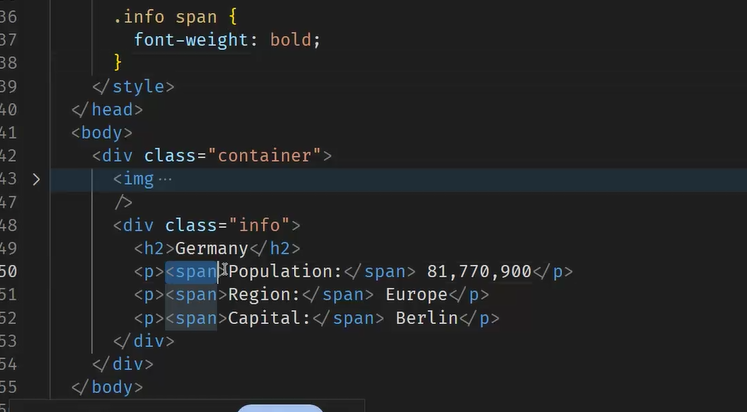 36 .info span {
37 font-weight: bold;
38 }
39 </style>
40 </head>
41 <body>
42 <div class="container">
43 <img ...
47 />
48 <div class="info">
49 <h2>Germany</h2>
50 <p><span>Population:</span> 81,770,900</p>
51 <p><span>Region:</span> Europe</p>
52 <p><span>Capital:</span> Berlin</p>
53 </div>
54 </div>
55 </body>